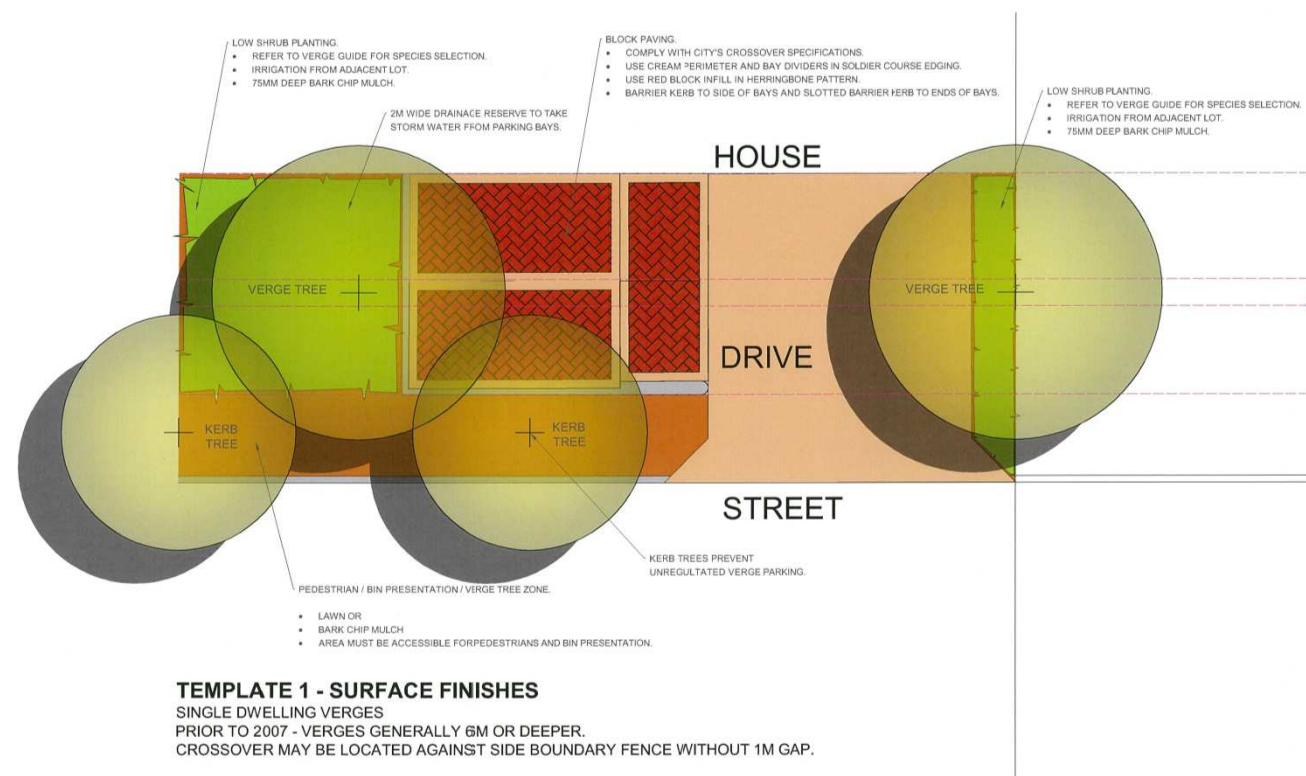 LOW SHRUB PLANTING.
• REFER TO VERGE GUIDE FOR SPECIES SELECTION.
• IRRIGATION FROM ADJACENT LOT.
• 75MM DEEP BARK CHIP MULCH.
2M WIDE DRAINACE RESERVE TO TAKE
STORM WATER FFOM PARKING BAYS.
BLOCK PAVING.
• COMPLY WITH CITY'S CROSSOVER SPECIFICATIONS.
• USE CREAM PERIMETER AND BAY DIVIDERS IN SOLDIER COURSE EDGING.
• USE RED BLOCK INFILL IN HERRINGBONE PATTERN.
• BARRIER KERB TO SIDE OF BAYS AND SLOTTED BARRIER KERB TO ENDS OF BAYS.
LOW SHRUB PLANTING.
• REFER TO VERGE GUIDE FOR SPECIES SELECTION.
• IRRIGATION FROM ADJACENT LOT.
• 75MM DEEP BARK CHIP MULCH.
HOUSE
VERGE TREE
VERGE TREE
DRIVE
KERB
TREE
KERB
TREE
STREET
KERB TREES PREVENT
UNREGULTATED VERGE PARKING.
PEDESTRIAN / BIN PRESENTATION / VERGE TREE ZONE.
• LAWN OR
• BARK CHIP MULCH
• AREA MUST BE ACCESSIBLE FORPEDESTRIANS AND BIN PRESENTATION.
TEMPLATE 1 - SURFACE FINISHES
SINGLE DWELLING VERGES
PRIOR TO 2007 - VERGES GENERALLY 6M OR DEEPER.
CROSSOVER MAY BE LOCATED AGAINST SIDE BOUNDARY FENCE WITHOUT 1M GAP.